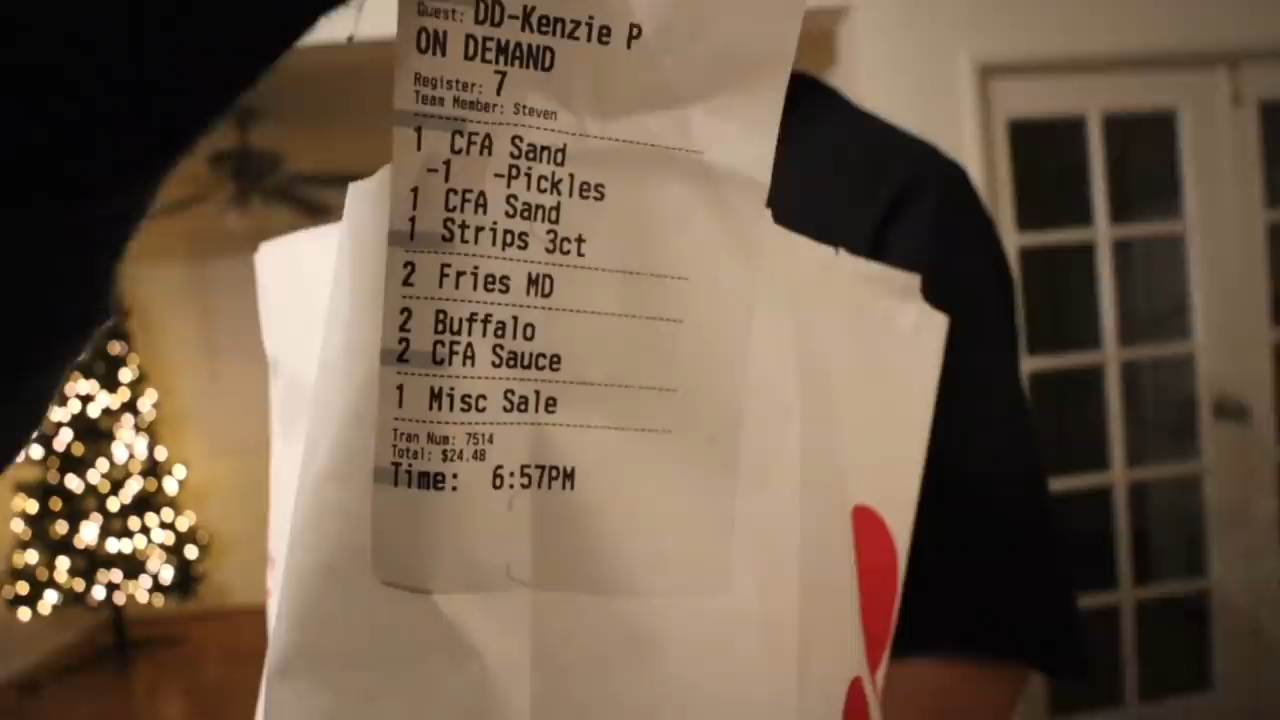 Guest: DD-Kenzie P
ON DEMAND
Register: 7
Team Member: Steven
1 CFA Sand
-1 -Pickles
1 CFA Sand
1 Strips 3ct
2 Fries MD
2 Buffalo
2 CFA Sauce
1 Misc Sale
Tran Num: 7514
Total: $24.48
Time: 6:57PM